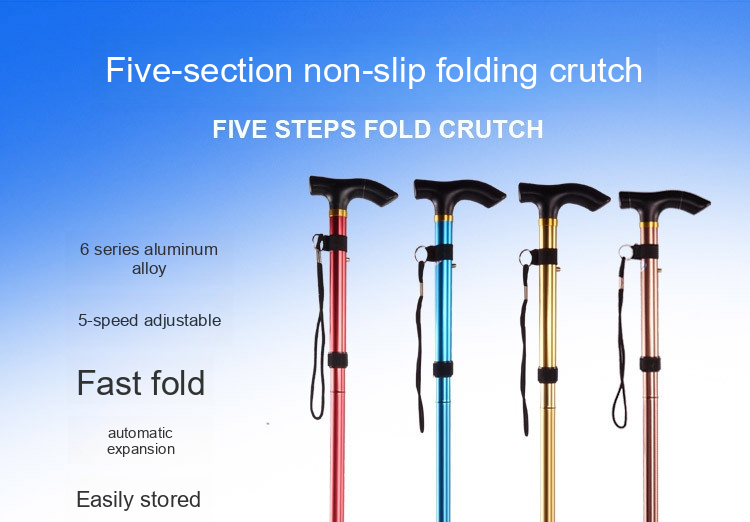 Five-section non-slip folding crutch
FIVE STEPS FOLD CRUTCH
6 series aluminum
alloy
5-speed adjustable
Fast fold
automatic
expansion
Easily stored